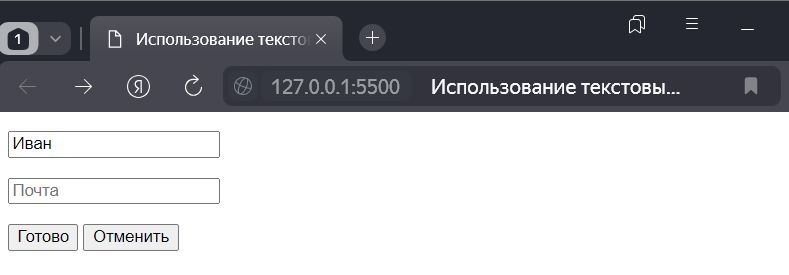 1 Использование тексто
Я 127.0.0.1:5500 Использование текстовы...
Иван
Почта
Готово Отменить